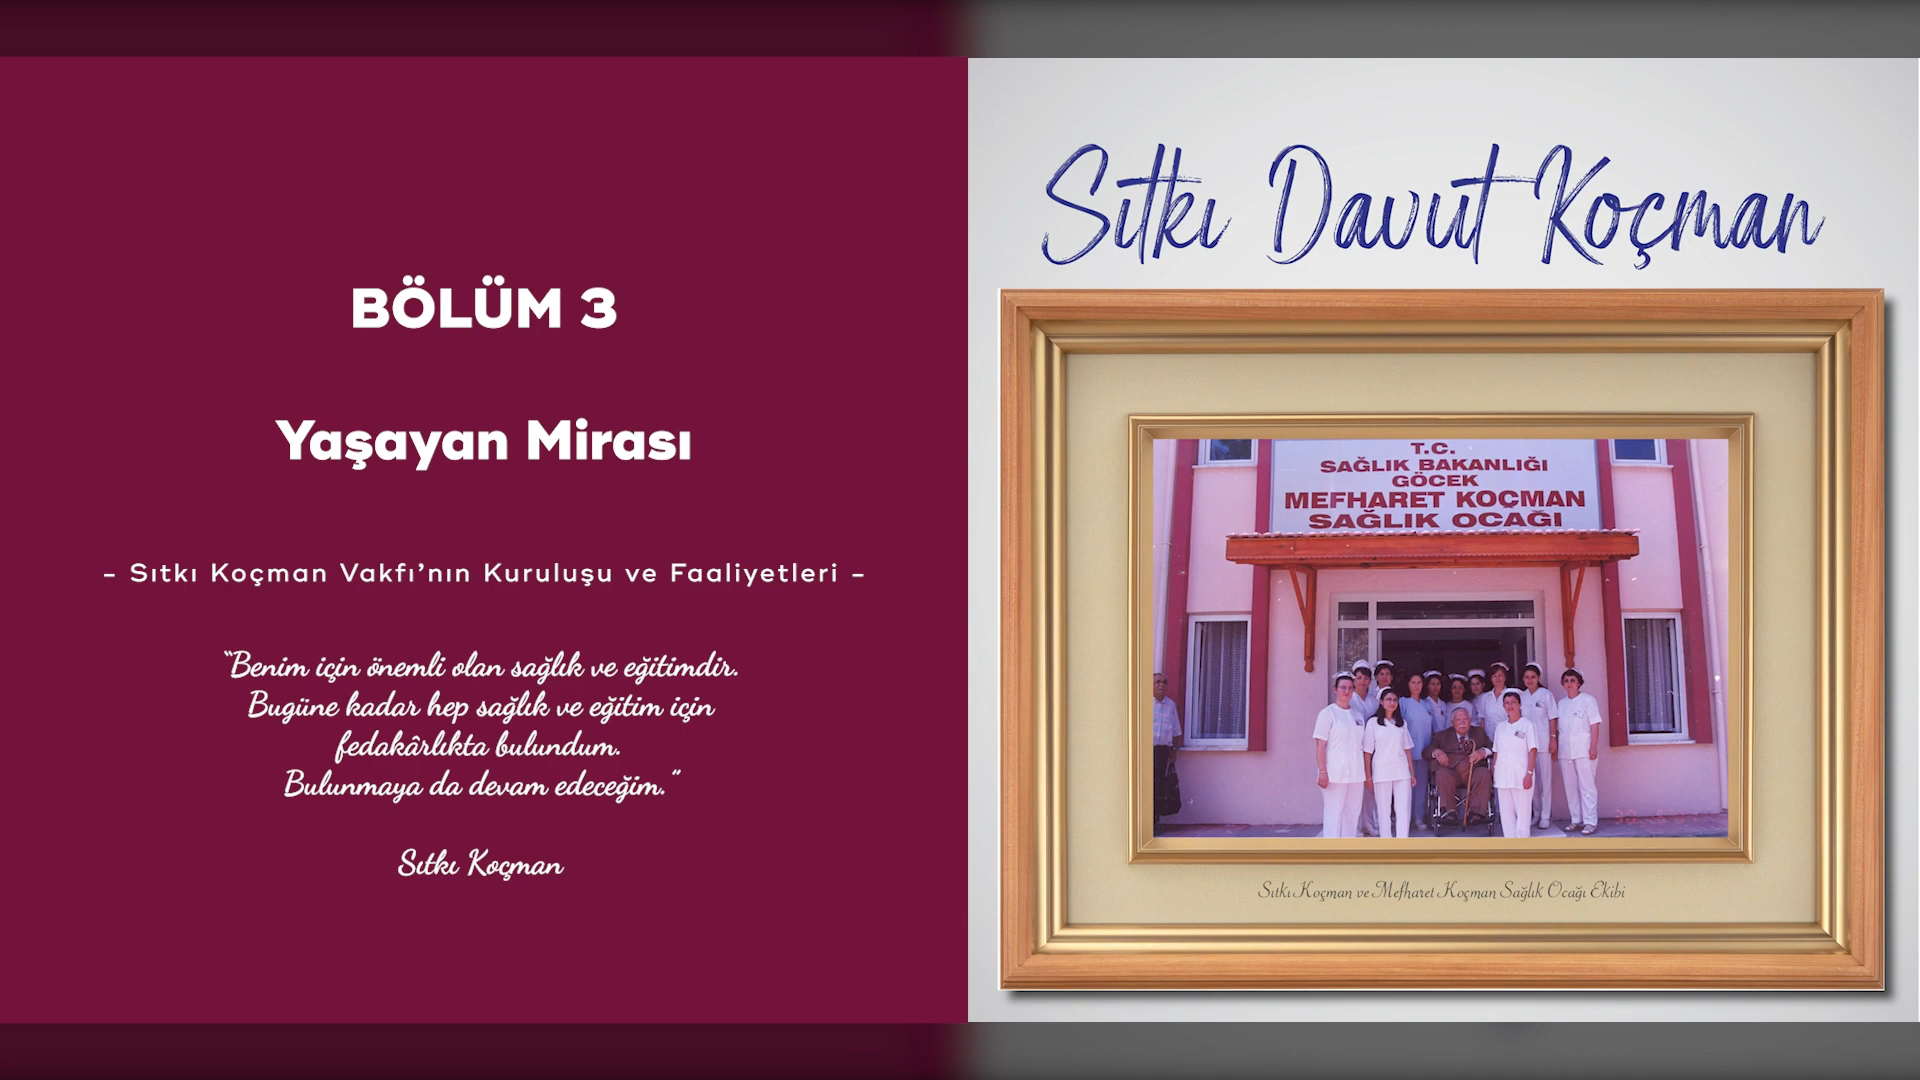 BÖLÜM 3
Yaşayan Mirası
- Sıtkı Koçman Vakfı’nın Kuruluşu ve Faaliyetleri -
“Benim için önemli olan sağlık ve eğitimdir.
Bugüne kadar hep sağlık ve eğitim için
fedakârlıkta bulundum.
Bulunmaya da devam edeceğim.”
Sıtkı Koçman
Sıtkı Davut Koçman
T.C.
SAĞLIK BAKANLIĞI
GÖCEK
MEFHARET KOÇMAN
SAĞLIK OCAĞI
Sıtkı Koçman ve Mefharet Koçman Sağlık Ocağı Ekibi